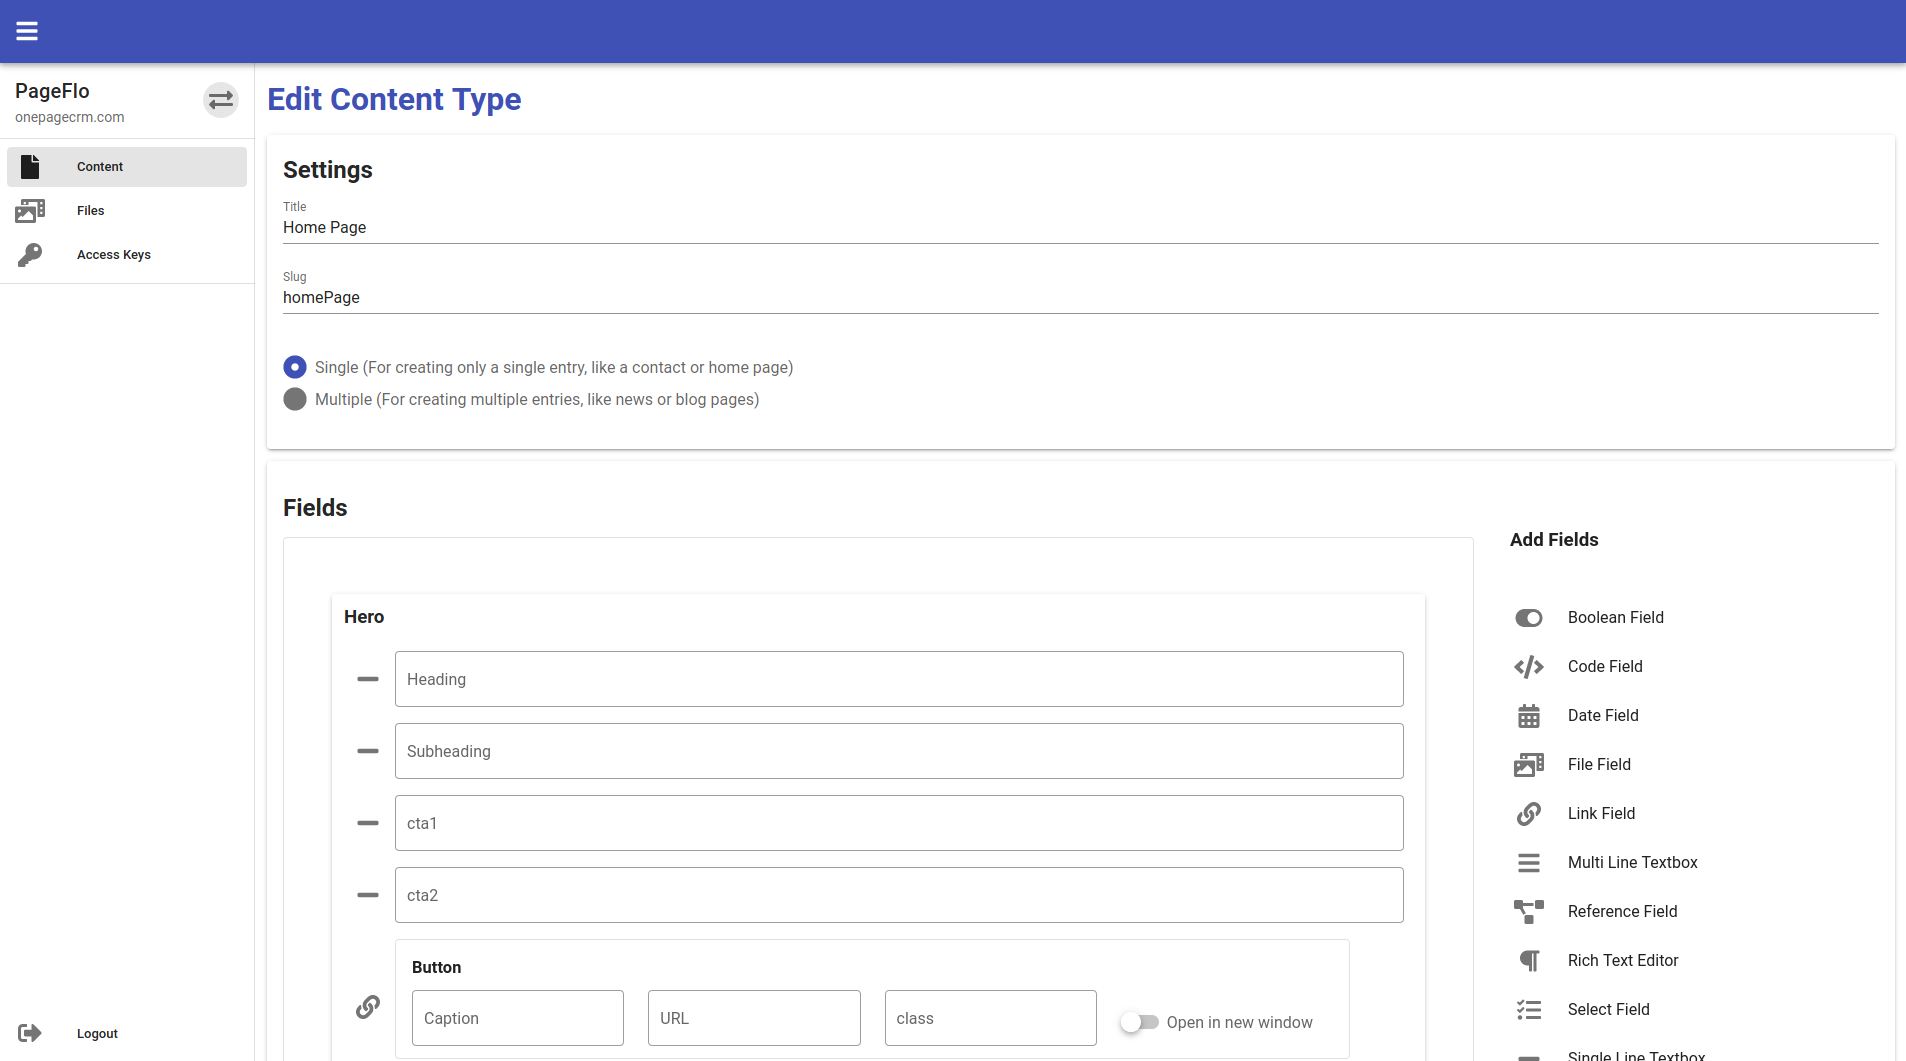 PageFlo
onepagecrm.com
Content
Files
Access Keys
Logout
Edit Content Type
Settings
Title
Home Page
Slug
homePage
Single (For creating only a single entry, like a contact or home page)
Multiple (For creating multiple entries, like news or blog pages)
Fields
Hero
Heading
Subheading
cta1
cta2
Button
Caption
URL
class
Open in new window
Add Fields
Boolean Field
Code Field
Date Field
File Field
Link Field
Multi Line Textbox
Reference Field
Rich Text Editor
Select Field
Single Line Textbox